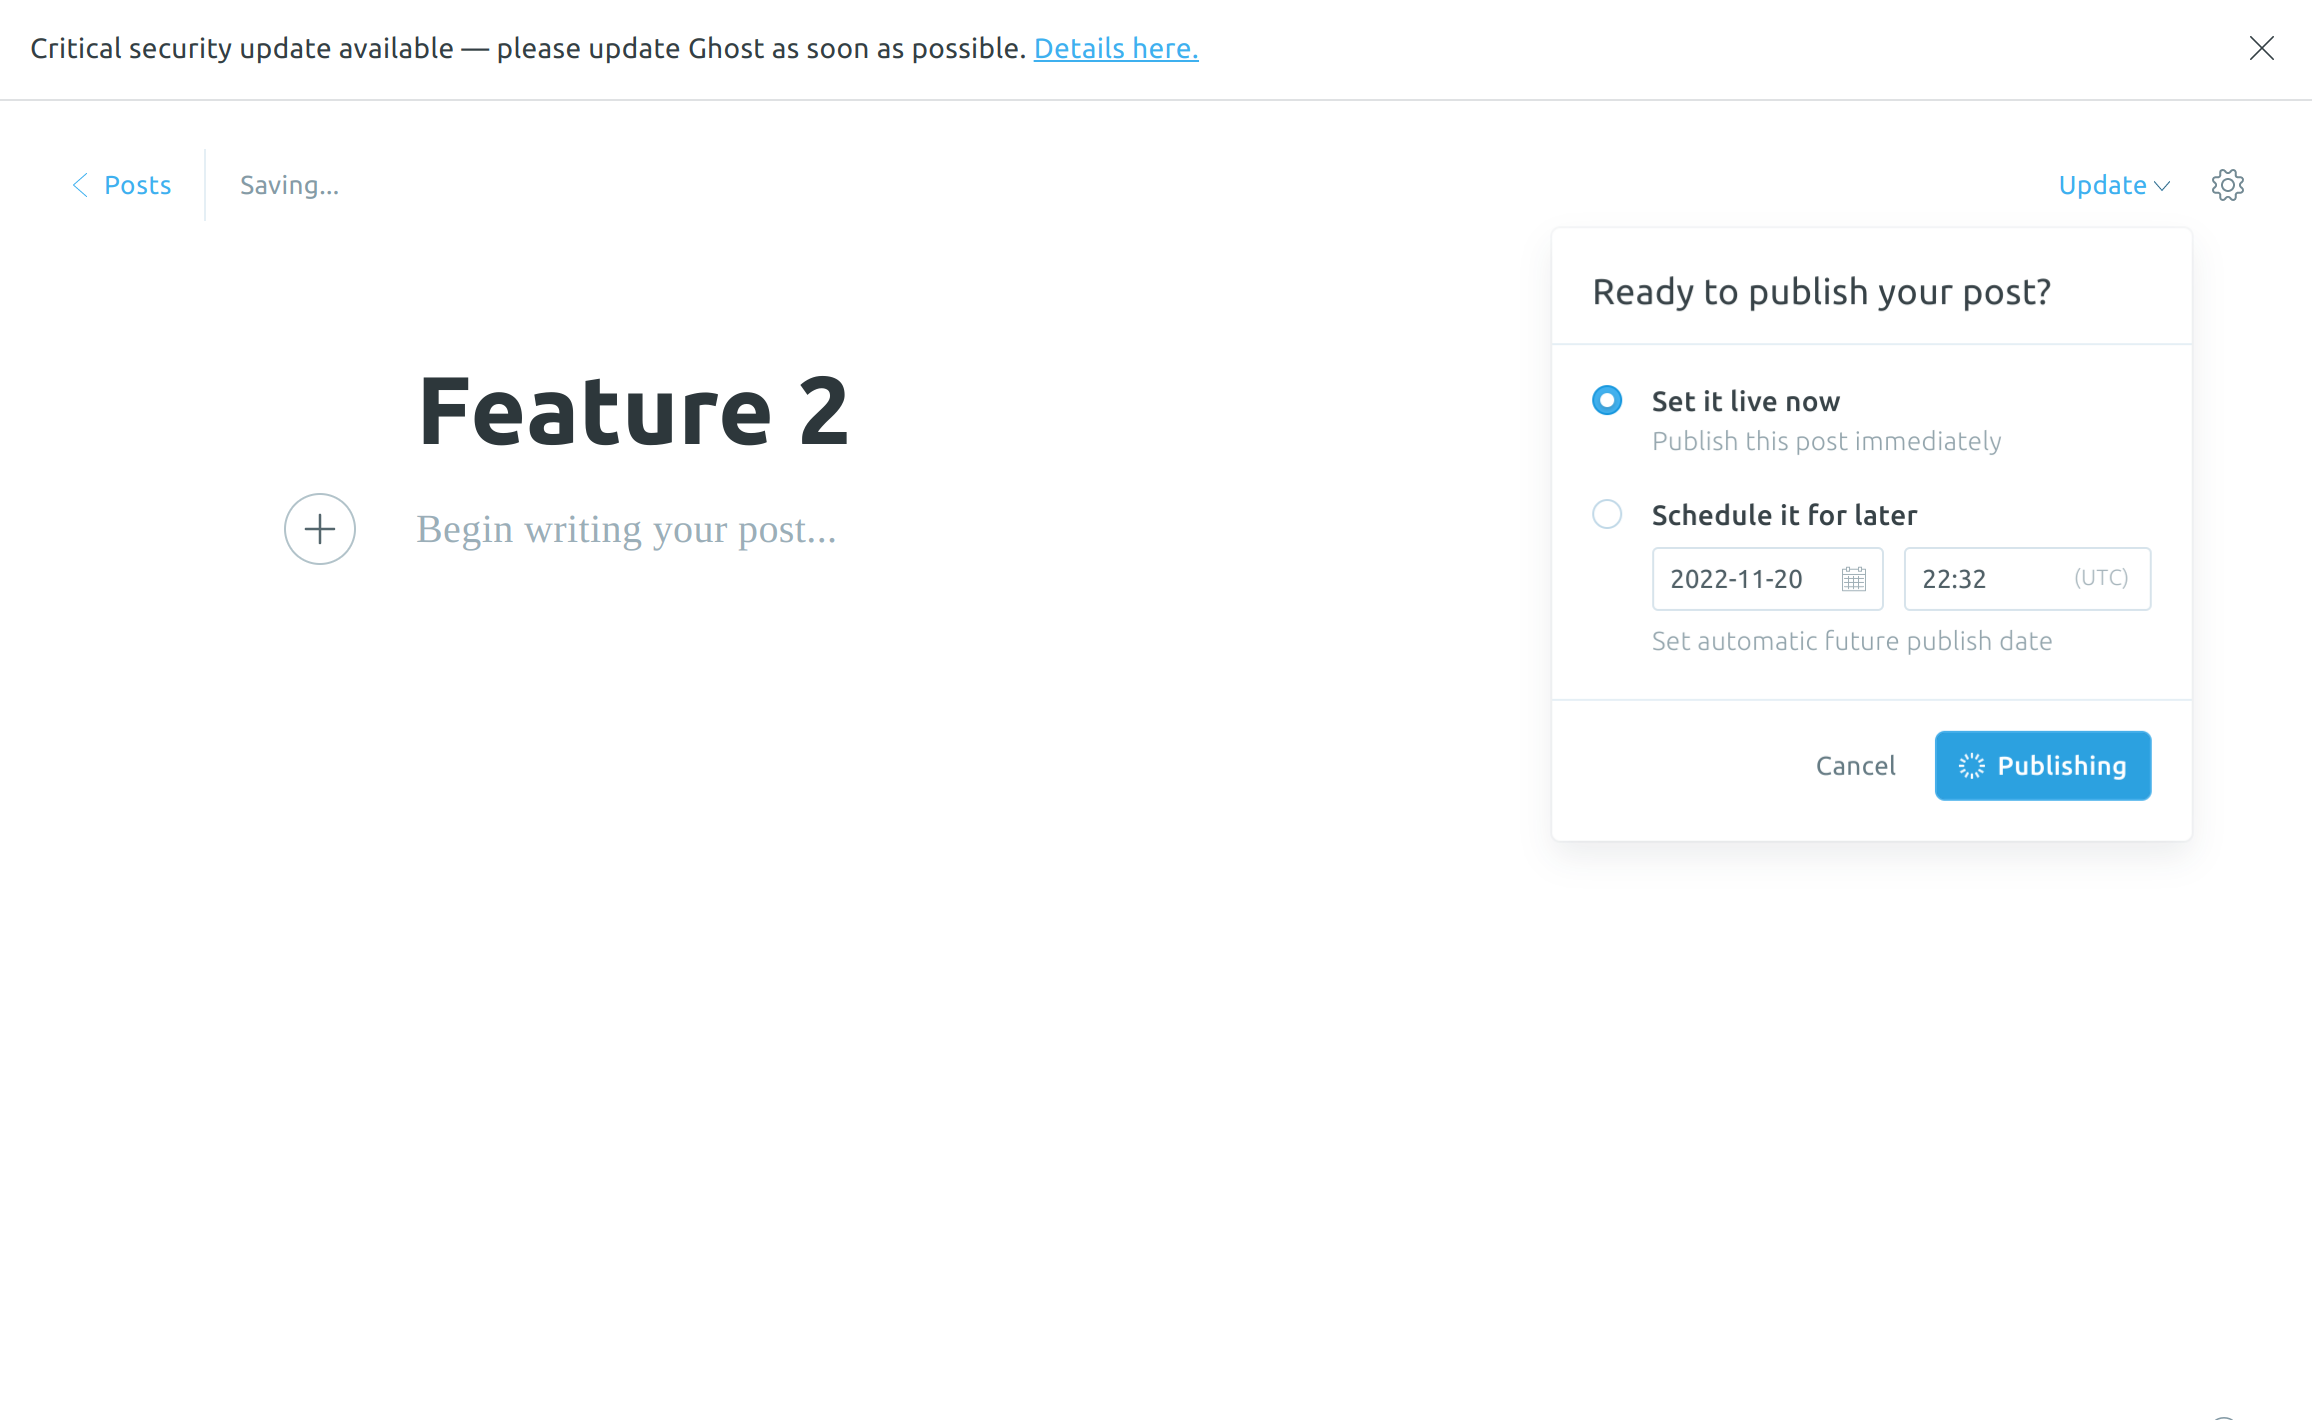 Critical security update available — please update Ghost as soon as possible. Details here.
Posts
Saving...
Update
Ready to publish your post?
Feature 2
Begin writing your post...
Set it live now
Publish this post immediately
Schedule it for later
2022-11-20
22:32
(UTC)
Set automatic future publish date
Cancel
Publishing